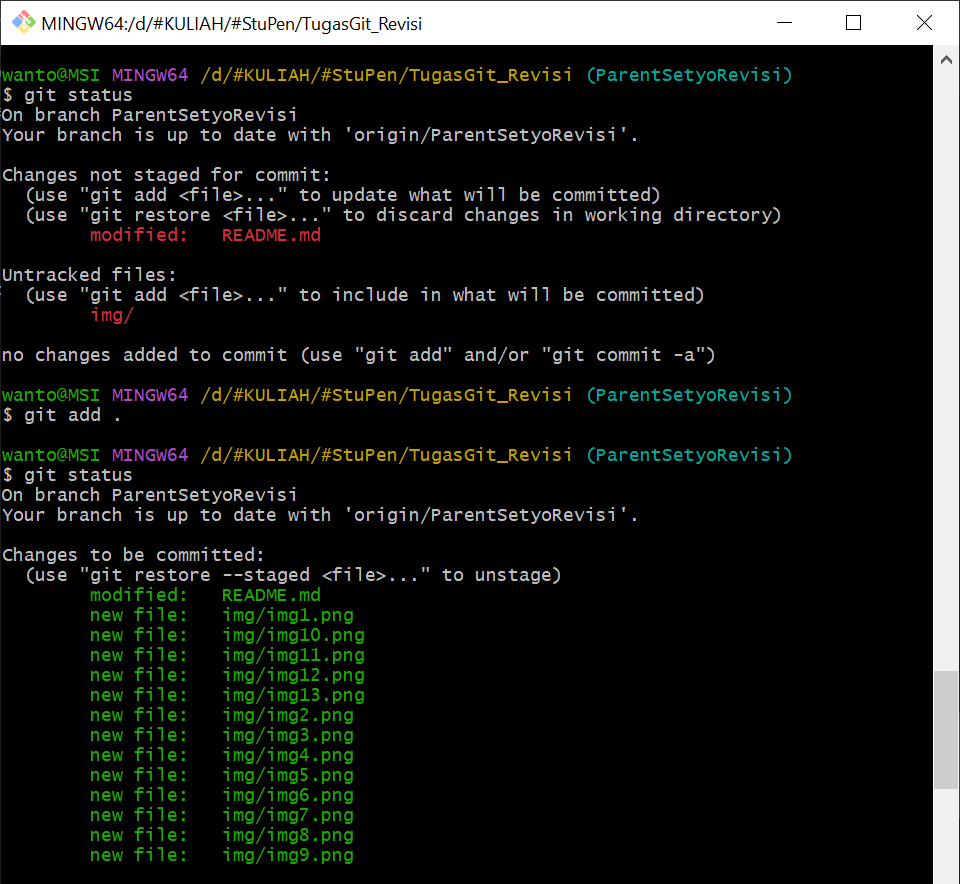 MINGW64:/d/#KULIAH/#StuPen/TugasGit_Revisi
wanto@MSI MINGW64 /d/#KULIAH/#StuPen/TugasGit_Revisi (ParentSetyoRevisi)
$ git status
On branch ParentSetyoRevisi
Your branch is up to date with 'origin/ParentSetyoRevisi'.
Changes not staged for commit:
  (use "git add <file>..." to update what will be committed)
  (use "git restore <file>..." to discard changes in working directory)
        modified:   README.md
Untracked files:
  (use "git add <file>..." to include in what will be committed)
        img/
no changes added to commit (use "git add" and/or "git commit -a")
wanto@MSI MINGW64 /d/#KULIAH/#StuPen/TugasGit_Revisi (ParentSetyoRevisi)
$ git add .
wanto@MSI MINGW64 /d/#KULIAH/#StuPen/TugasGit_Revisi (ParentSetyoRevisi)
$ git status
On branch ParentSetyoRevisi
Your branch is up to date with 'origin/ParentSetyoRevisi'.
Changes to be committed:
  (use "git restore --staged <file>..." to unstage)
        modified:   README.md
        new file:   img/img1.png
        new file:   img/img10.png
        new file:   img/img11.png
        new file:   img/img12.png
        new file:   img/img13.png
        new file:   img/img2.png
        new file:   img/img3.png
        new file:   img/img4.png
        new file:   img/img5.png
        new file:   img/img6.png
        new file:   img/img7.png
        new file:   img/img8.png
        new file:   img/img9.png